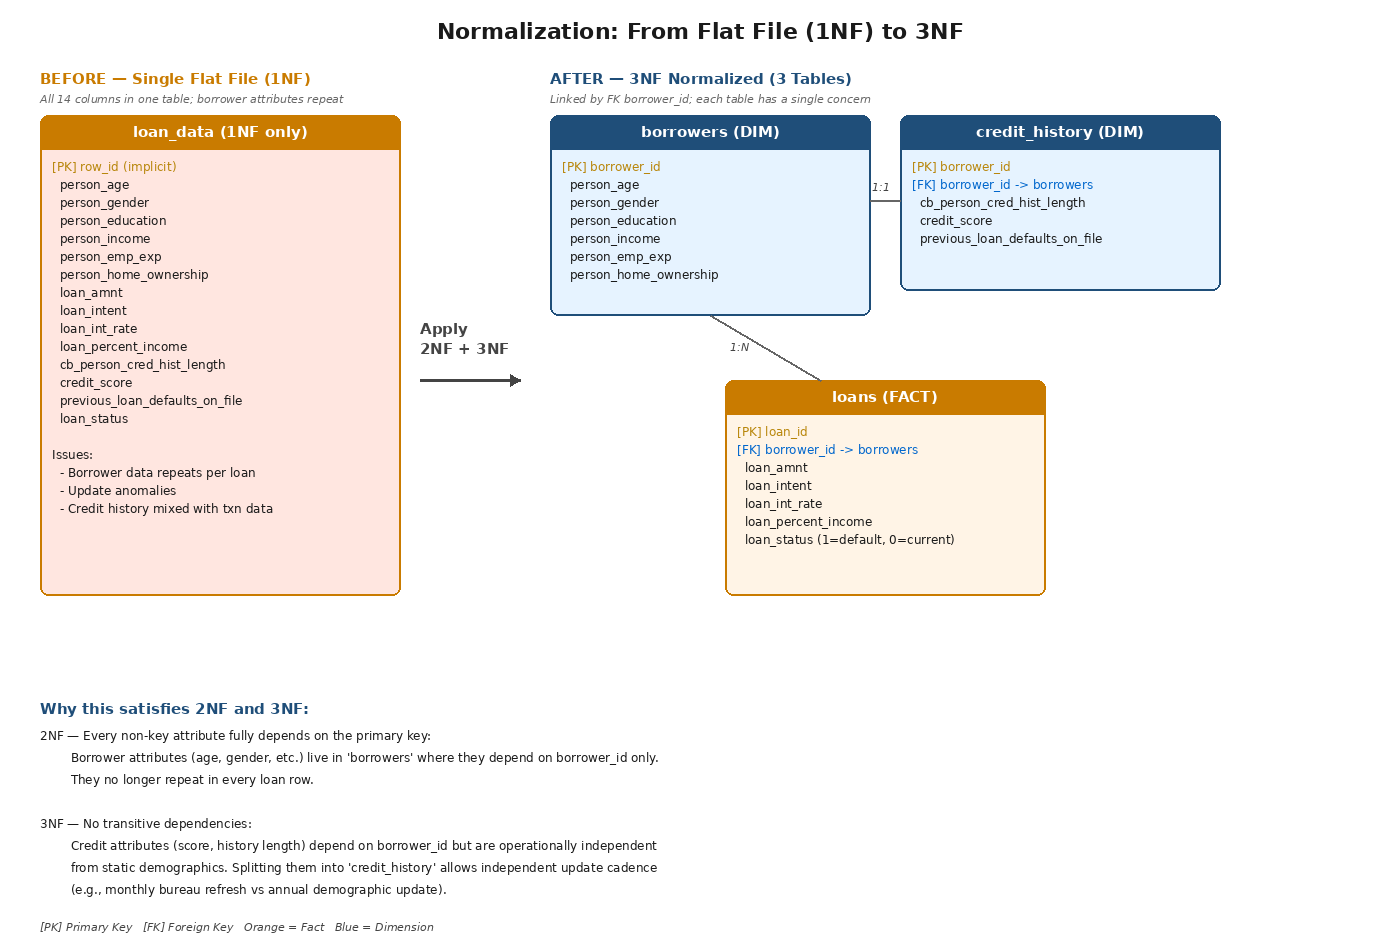 Normalization: From Flat File (1NF) to 3NF
BEFORE — Single Flat File (1NF)
All 14 columns in one table; borrower attributes repeat
loan_data (1NF only)
[PK] row_id (implicit)
person_age
person_gender
person_education
person_income
person_emp_exp
person_home_ownership
loan_amnt
loan_intent
loan_int_rate
loan_percent_income
cb_person_cred_hist_length
credit_score
previous_loan_defaults_on_file
loan_status
Issues:
- Borrower data repeats per loan
- Update anomalies
- Credit history mixed with txn data
Apply
2NF + 3NF
AFTER — 3NF Normalized (3 Tables)
Linked by FK borrower_id; each table has a single concern
borrowers (DIM)
[PK] borrower_id
person_age
person_gender
person_education
person_income
person_emp_exp
person_home_ownership
1:1
credit_history (DIM)
[PK] borrower_id
[FK] borrower_id -> borrowers
cb_person_cred_hist_length
credit_score
previous_loan_defaults_on_file
1:N
loans (FACT)
[PK] loan_id
[FK] borrower_id -> borrowers
loan_amnt
loan_intent
loan_int_rate
loan_percent_income
loan_status (1=default, 0=current)
Why this satisfies 2NF and 3NF:
2NF — Every non-key attribute fully depends on the primary key:
Borrower attributes (age, gender, etc.) live in 'borrowers' where they depend on borrower_id only.
They no longer repeat in every loan row.
3NF — No transitive dependencies:
Credit attributes (score, history length) depend on borrower_id but are operationally independent
from static demographics. Splitting them into 'credit_history' allows independent update cadence
(e.g., monthly bureau refresh vs annual demographic update).
[PK] Primary Key   [FK] Foreign Key   Orange = Fact   Blue = Dimension